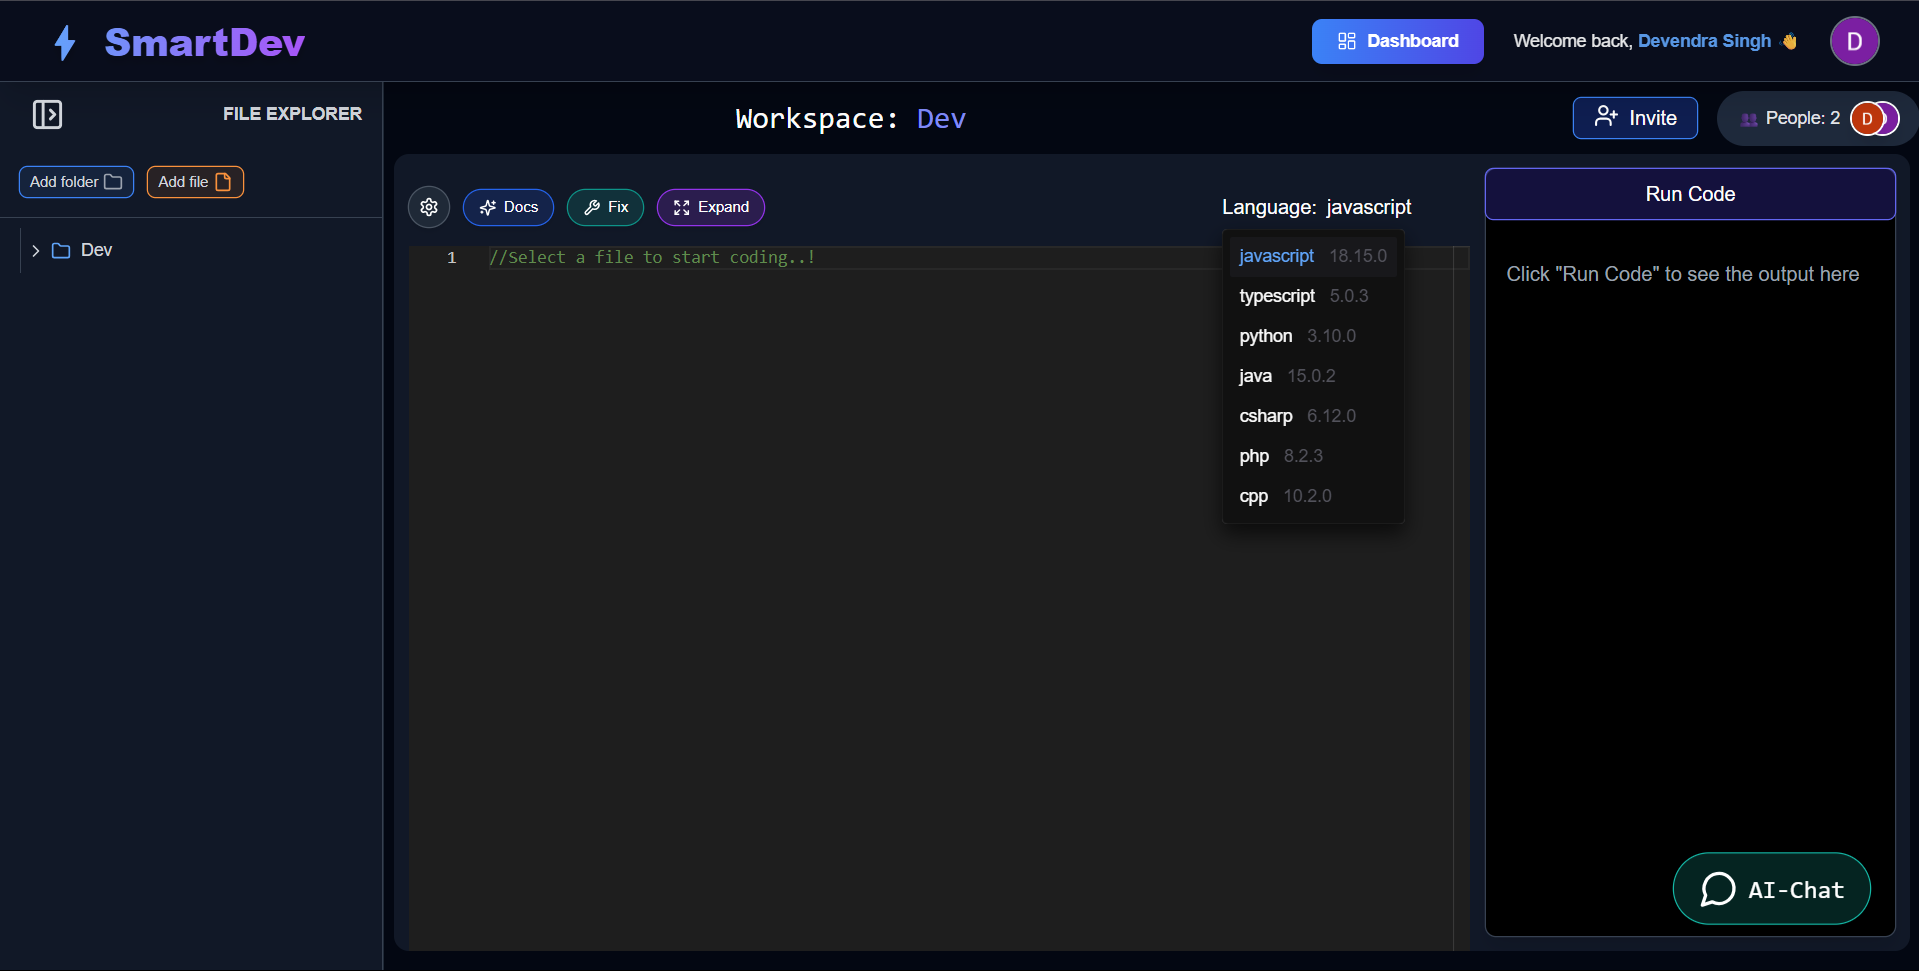 SmartDev
Dashboard
Welcome back, Devendra Singh 👋
D
FILE EXPLORER
Workspace: Dev
Invite
People: 2
D
Add folder
Add file
Docs
Fix
Expand
Language: javascript
Run Code
Dev
1 //Select a file to start coding..!
javascript 18.15.0
typescript 5.0.3
python 3.10.0
java 15.0.2
csharp 6.12.0
php 8.2.3
cpp 10.2.0
Click "Run Code" to see the output here
AI-Chat